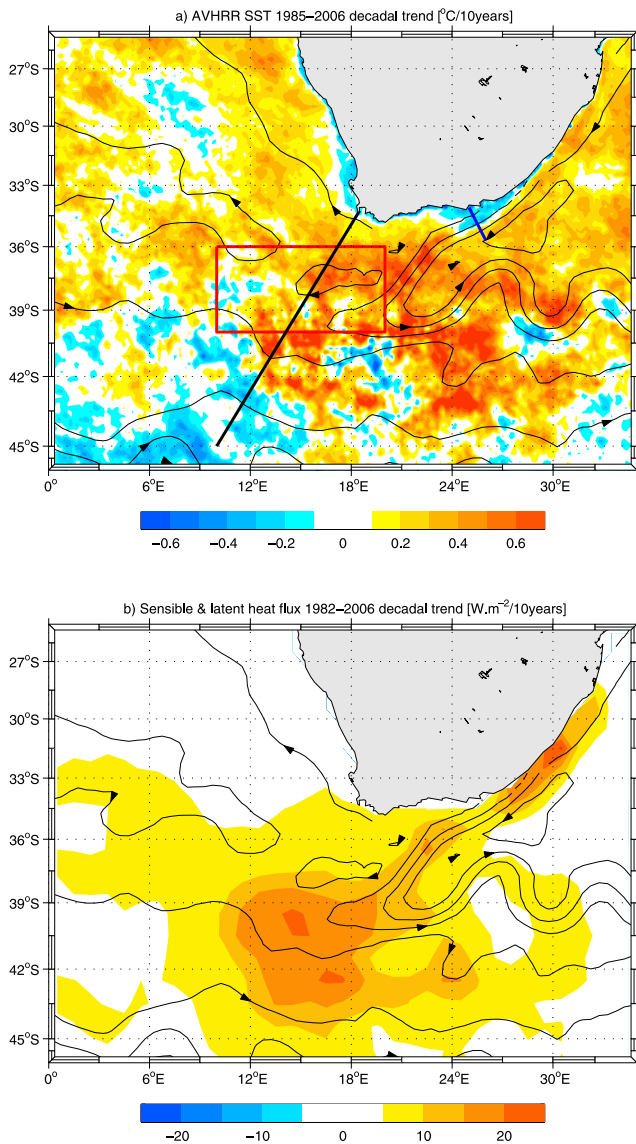 a) AVHRR SST 1985–2006 decadal trend [°C/10years]
27°S
30°S
33°S
36°S
39°S
42°S
45°S
0° 6°E 12°E 18°E 24°E 30°E
−0.6 −0.4 −0.2 0 0.2 0.4 0.6
b) Sensible & latent heat flux 1982–2006 decadal trend [W.m⁻²/10years]
27°S
30°S
33°S
36°S
39°S
42°S
45°S
0° 6°E 12°E 18°E 24°E 30°E
−20 −10 0 10 20